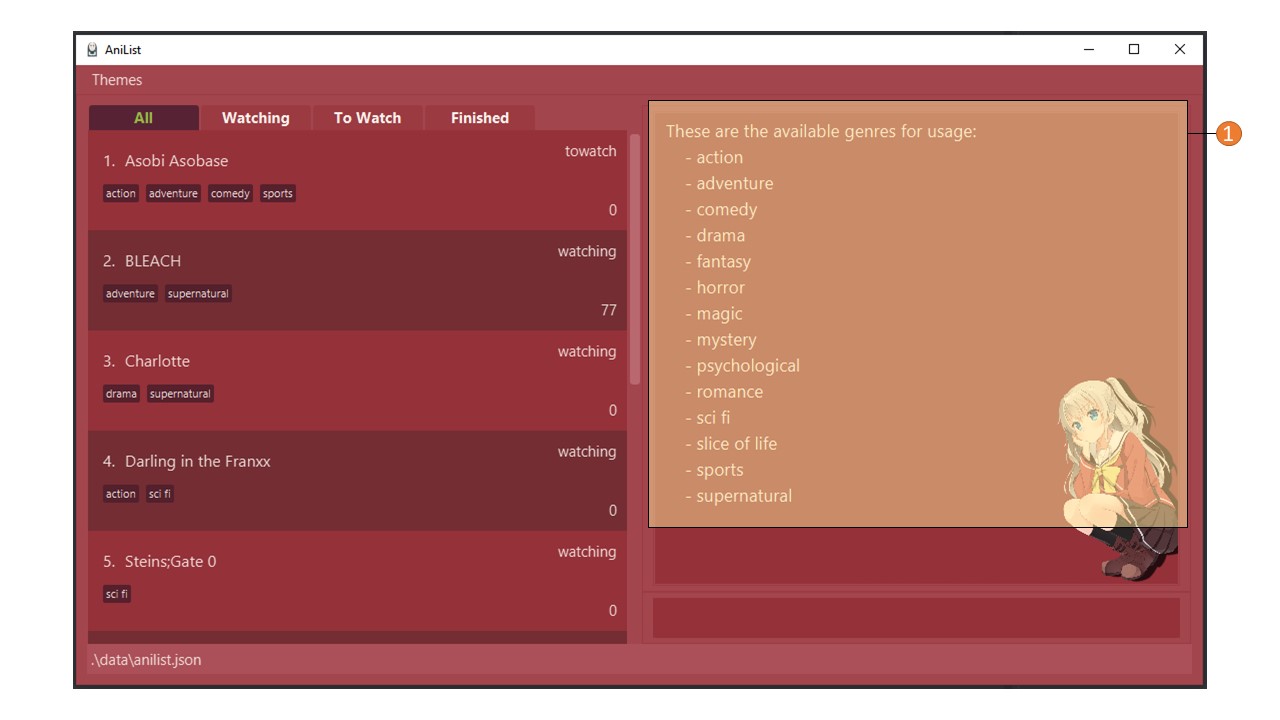 AniList
Themes
All Watching To Watch Finished
1. Asobi Asobase
towatch
action adventure comedy sports
0
2. BLEACH
watching
adventure supernatural
77
3. Charlotte
watching
drama supernatural
0
4. Darling in the Franxx
watching
action sci fi
0
5. Steins;Gate 0
watching
sci fi
0
These are the available genres for usage:
- action
- adventure
- comedy
- drama
- fantasy
- horror
- magic
- mystery
- psychological
- romance
- sci fi
- slice of life
- sports
- supernatural
1
.\data\anilist.json